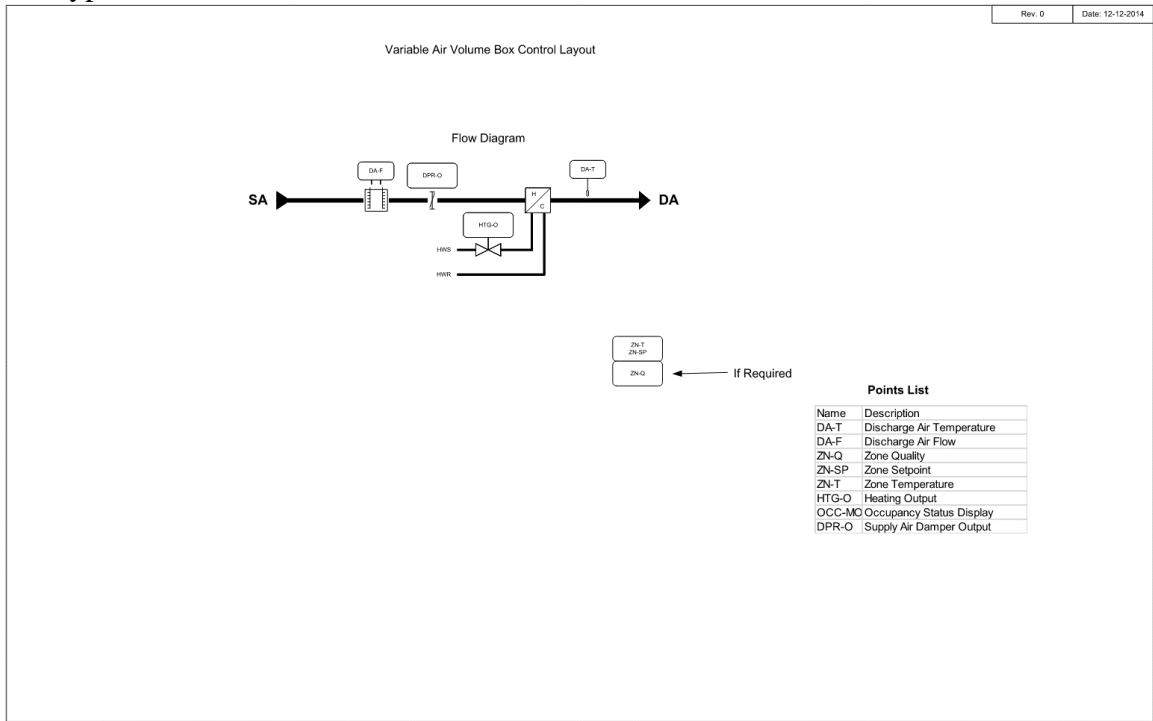 Rev. 0 Date: 12-12-2014
Variable Air Volume Box Control Layout
Flow Diagram
DA-F
DPR-O
DA-T
SA
DA
H
C
HTG-O
HWS
HWR
ZN-T
ZN-SP
ZN-Q
If Required
Points List
Name Description
DA-T Discharge Air Temperature
DA-F Discharge Air Flow
ZN-Q Zone Quality
ZN-SP Zone Setpoint
ZN-T Zone Temperature
HTG-O Heating Output
OCC-MO Occupancy Status Display
DPR-O Supply Air Damper Output